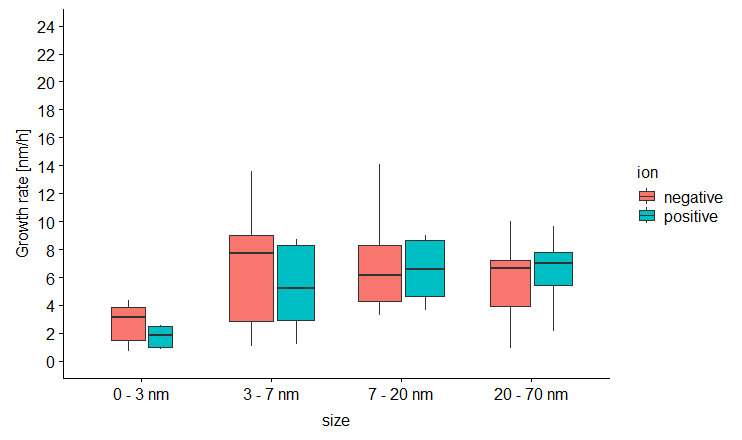 Growth rate [nm/h]
24
22
20
18
16
14
12
10
8
6
4
2
0
0 - 3 nm
3 - 7 nm
7 - 20 nm
20 - 70 nm
size
ion
negative
positive